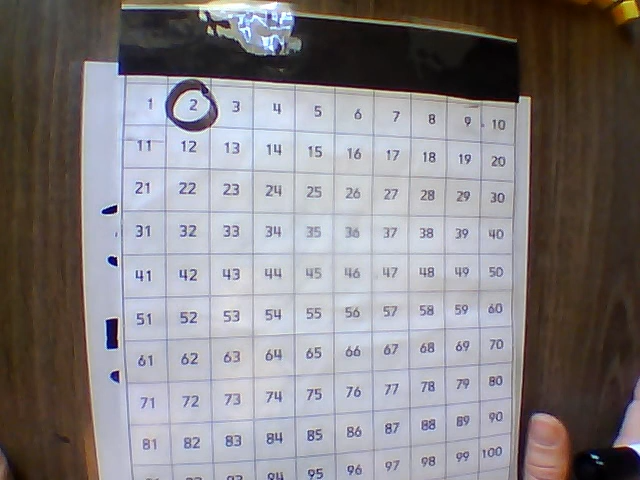 1 2 3 4 5 6 7 8 9 10
11 12 13 14 15 16 17 18 19 20
21 22 23 24 25 26 27 28 29 30
31 32 33 34 35 36 37 38 39 40
41 42 43 44 45 46 47 48 49 50
51 52 53 54 55 56 57 58 59 60
61 62 63 64 65 66 67 68 69 70
71 72 73 74 75 76 77 78 79 80
81 82 83 84 85 86 87 88 89 90
94 95 96 97 98 99 100